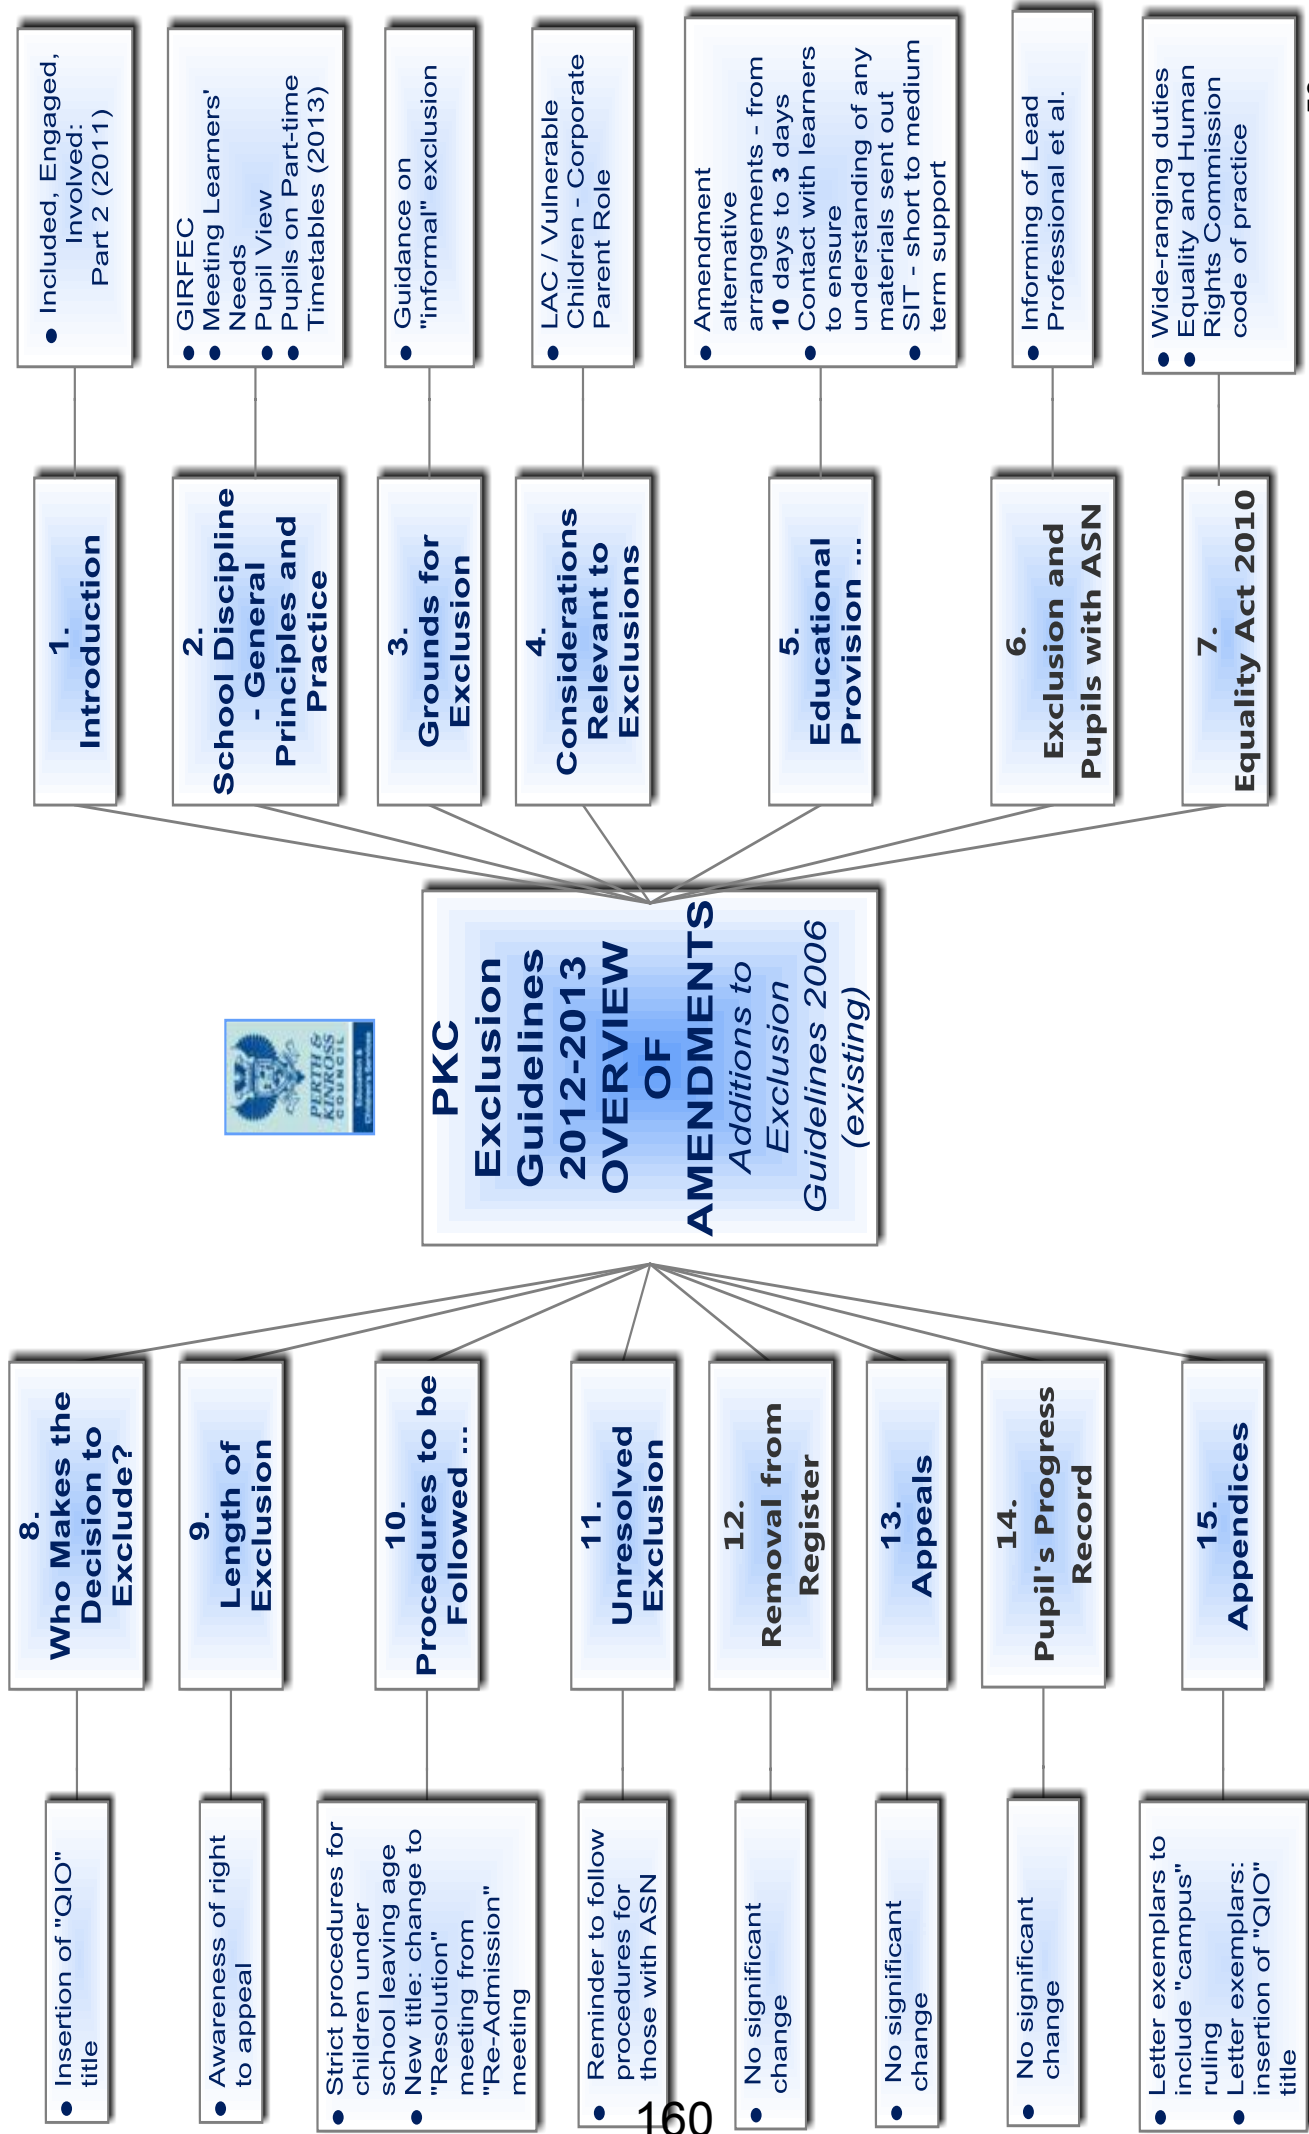 PERTH &
KINROSS
COUNCIL
Education &
Children's Services
PKC
Exclusion
Guidelines
2012-2013
OVERVIEW
OF
AMENDMENTS
Additions to
Exclusion
Guidelines 2006
(existing)
1.
Introduction
● Included, Engaged,
Involved:
Part 2 (2011)
2.
School Discipline
- General
Principles and
Practice
● GIRFEC
● Meeting Learners'
Needs
● Pupil View
● Pupils on Part-time
Timetables (2013)
3.
Grounds for
Exclusion
● Guidance on
"informal" exclusion
4.
Considerations
Relevant to
Exclusions
● LAC / Vulnerable
Children - Corporate
Parent Role
5.
Educational
Provision ...
● Amendment
alternative
arrangements - from
10 days to 3 days
● Contact with learners
to ensure
understanding of any
materials sent out
● SIT - short to medium
term support
6.
Exclusion and
Pupils with ASN
● Informing of Lead
Professional et al.
7.
Equality Act 2010
● Wide-ranging duties
● Equality and Human
Rights Commission
code of practice
8.
Who Makes the
Decision to
Exclude?
● Insertion of "QIO"
title
9.
Length of
Exclusion
● Awareness of right
to appeal
10.
Procedures to be
Followed ...
● Strict procedures for
children under
school leaving age
● New title: change to
"Resolution"
meeting from
"Re-Admission"
meeting
11.
Unresolved
Exclusion
● Reminder to follow
procedures for
those with ASN
12.
Removal from
Register
● No significant
change
13.
Appeals
● No significant
change
14.
Pupil's Progress
Record
● No significant
change
15.
Appendices
● Letter exemplars to
include "campus"
ruling
● Letter exemplars:
insertion of "QIO"
title
160